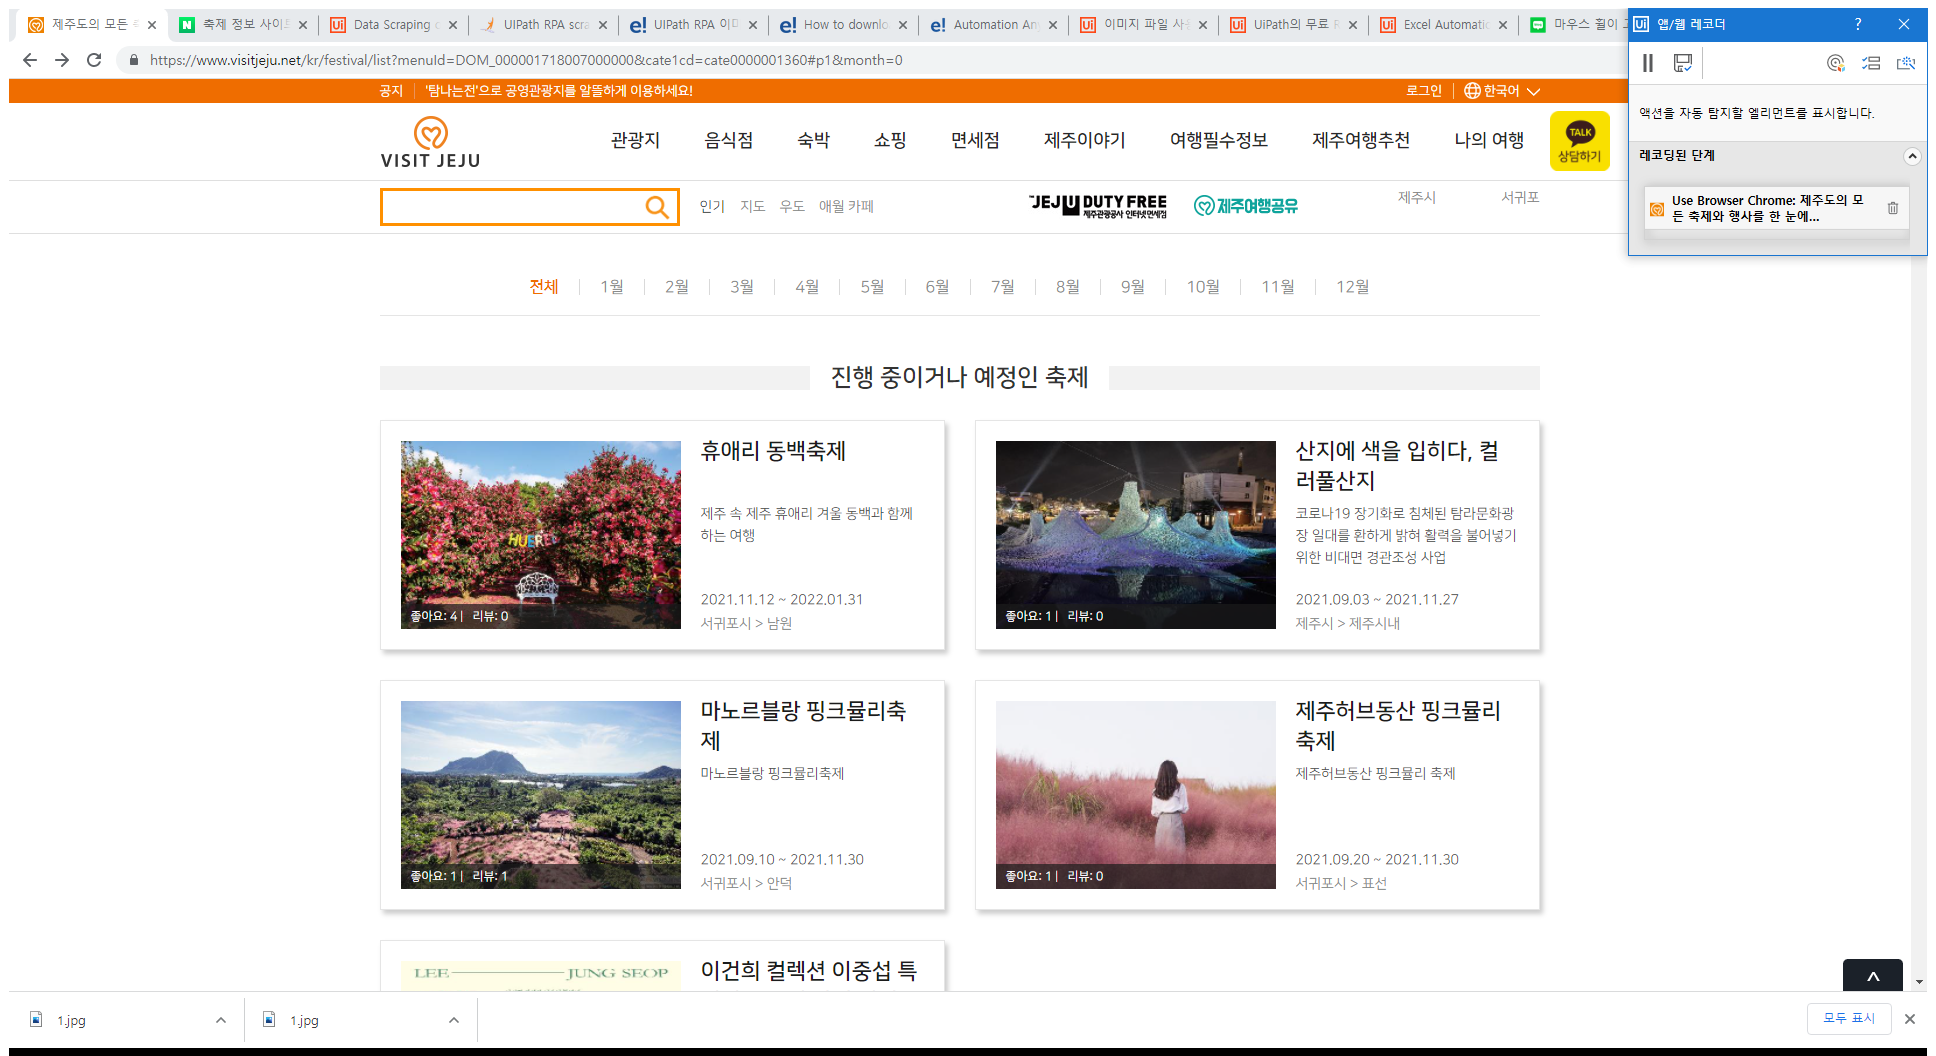 제주도의 모든 축
축제 정보 사이트
Data Scraping
UIPath RPA scra
UIPath RPA 이미
How to downlo
Automation Any
이미지 파일 사용
UiPath의 무료 R
Excel Automatic
마우스 휠이
https://www.visitjeju.net/kr/festival/list?menuId=DOM_000001718007000000&cate1cd=cate0000001360#p1&month=0
공지 '탐나는전'으로 공영관광지를 알뜰하게 이용하세요!
로그인 한국어
VISIT JEJU
관광지 음식점 숙박 쇼핑 면세점 제주이야기 여행필수정보 제주여행추천 나의 여행
TALK
상담하기
인기 지도 우도 애월 카페
JEJU DUTY FREE
제주관광공사 인터넷면세점
제주여행공유
제주시 서귀포
전체 1월 2월 3월 4월 5월 6월 7월 8월 9월 10월 11월 12월
진행 중이거나 예정인 축제
휴애리 동백축제
제주 속 제주 휴애리 겨울 동백과 함께
하는 여행
2021.11.12 ~ 2022.01.31
서귀포시 > 남원
HUEREE
좋아요: 4 | 리뷰: 0
산지에 색을 입히다, 컬
러풀산지
코로나19 장기화로 침체된 탐라문화광
장 일대를 환하게 밝혀 활력을 불어넣기
위한 비대면 경관조성 사업
2021.09.03 ~ 2021.11.27
제주시 > 제주시내
좋아요: 1 | 리뷰: 0
마노르블랑 핑크뮬리축
제
마노르블랑 핑크뮬리축제
2021.09.10 ~ 2021.11.30
서귀포시 > 안덕
좋아요: 1 | 리뷰: 1
제주허브동산 핑크뮬리
축제
제주허브동산 핑크뮬리 축제
2021.09.20 ~ 2021.11.30
서귀포시 > 표선
좋아요: 1 | 리뷰: 0
LEE JUNG SEOP
이건희 컬렉션 이중섭 특
Ui 앱/웹 레코더 ?
액션을 자동 탐지할 엘리먼트를 표시합니다.
레코딩된 단계
Use Browser Chrome: 제주도의 모
든 축제와 행사를 한 눈에...
1.jpg
1.jpg
모두 표시